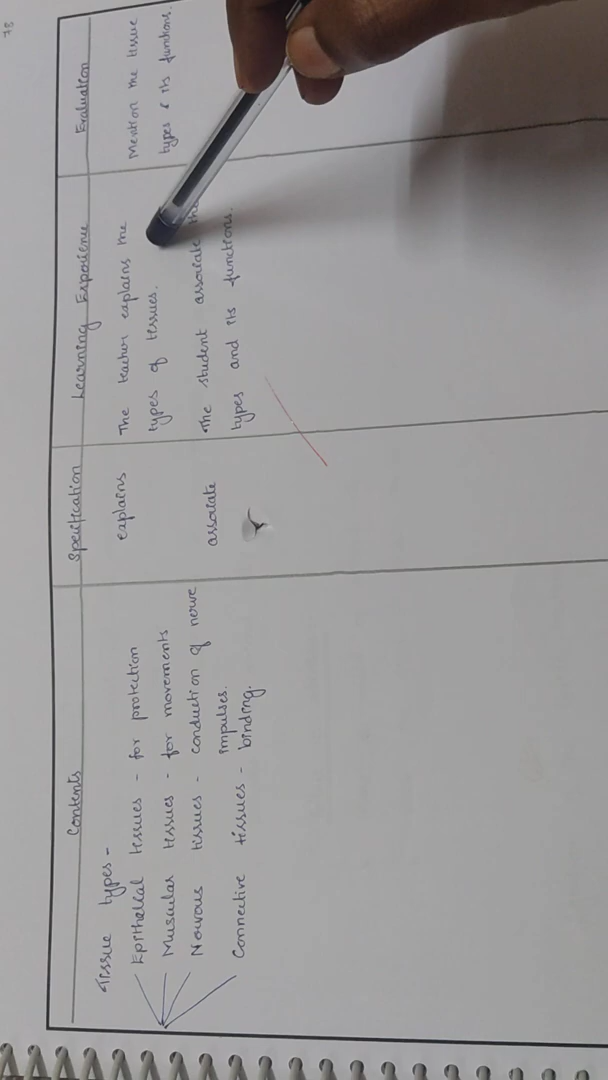 78
Contents
Tissue types -
Epithelial tissues - for protection
Muscular tissues - for movements
Nervous tissues - conduction of nerve
impulses.
Connective tissues - binding.
Specification
explains
associate
Learning Experience
The teacher explains the
types of tissues.
The student associate the
types and its functions.
Evaluation
Mention the tissue
types & its functions.